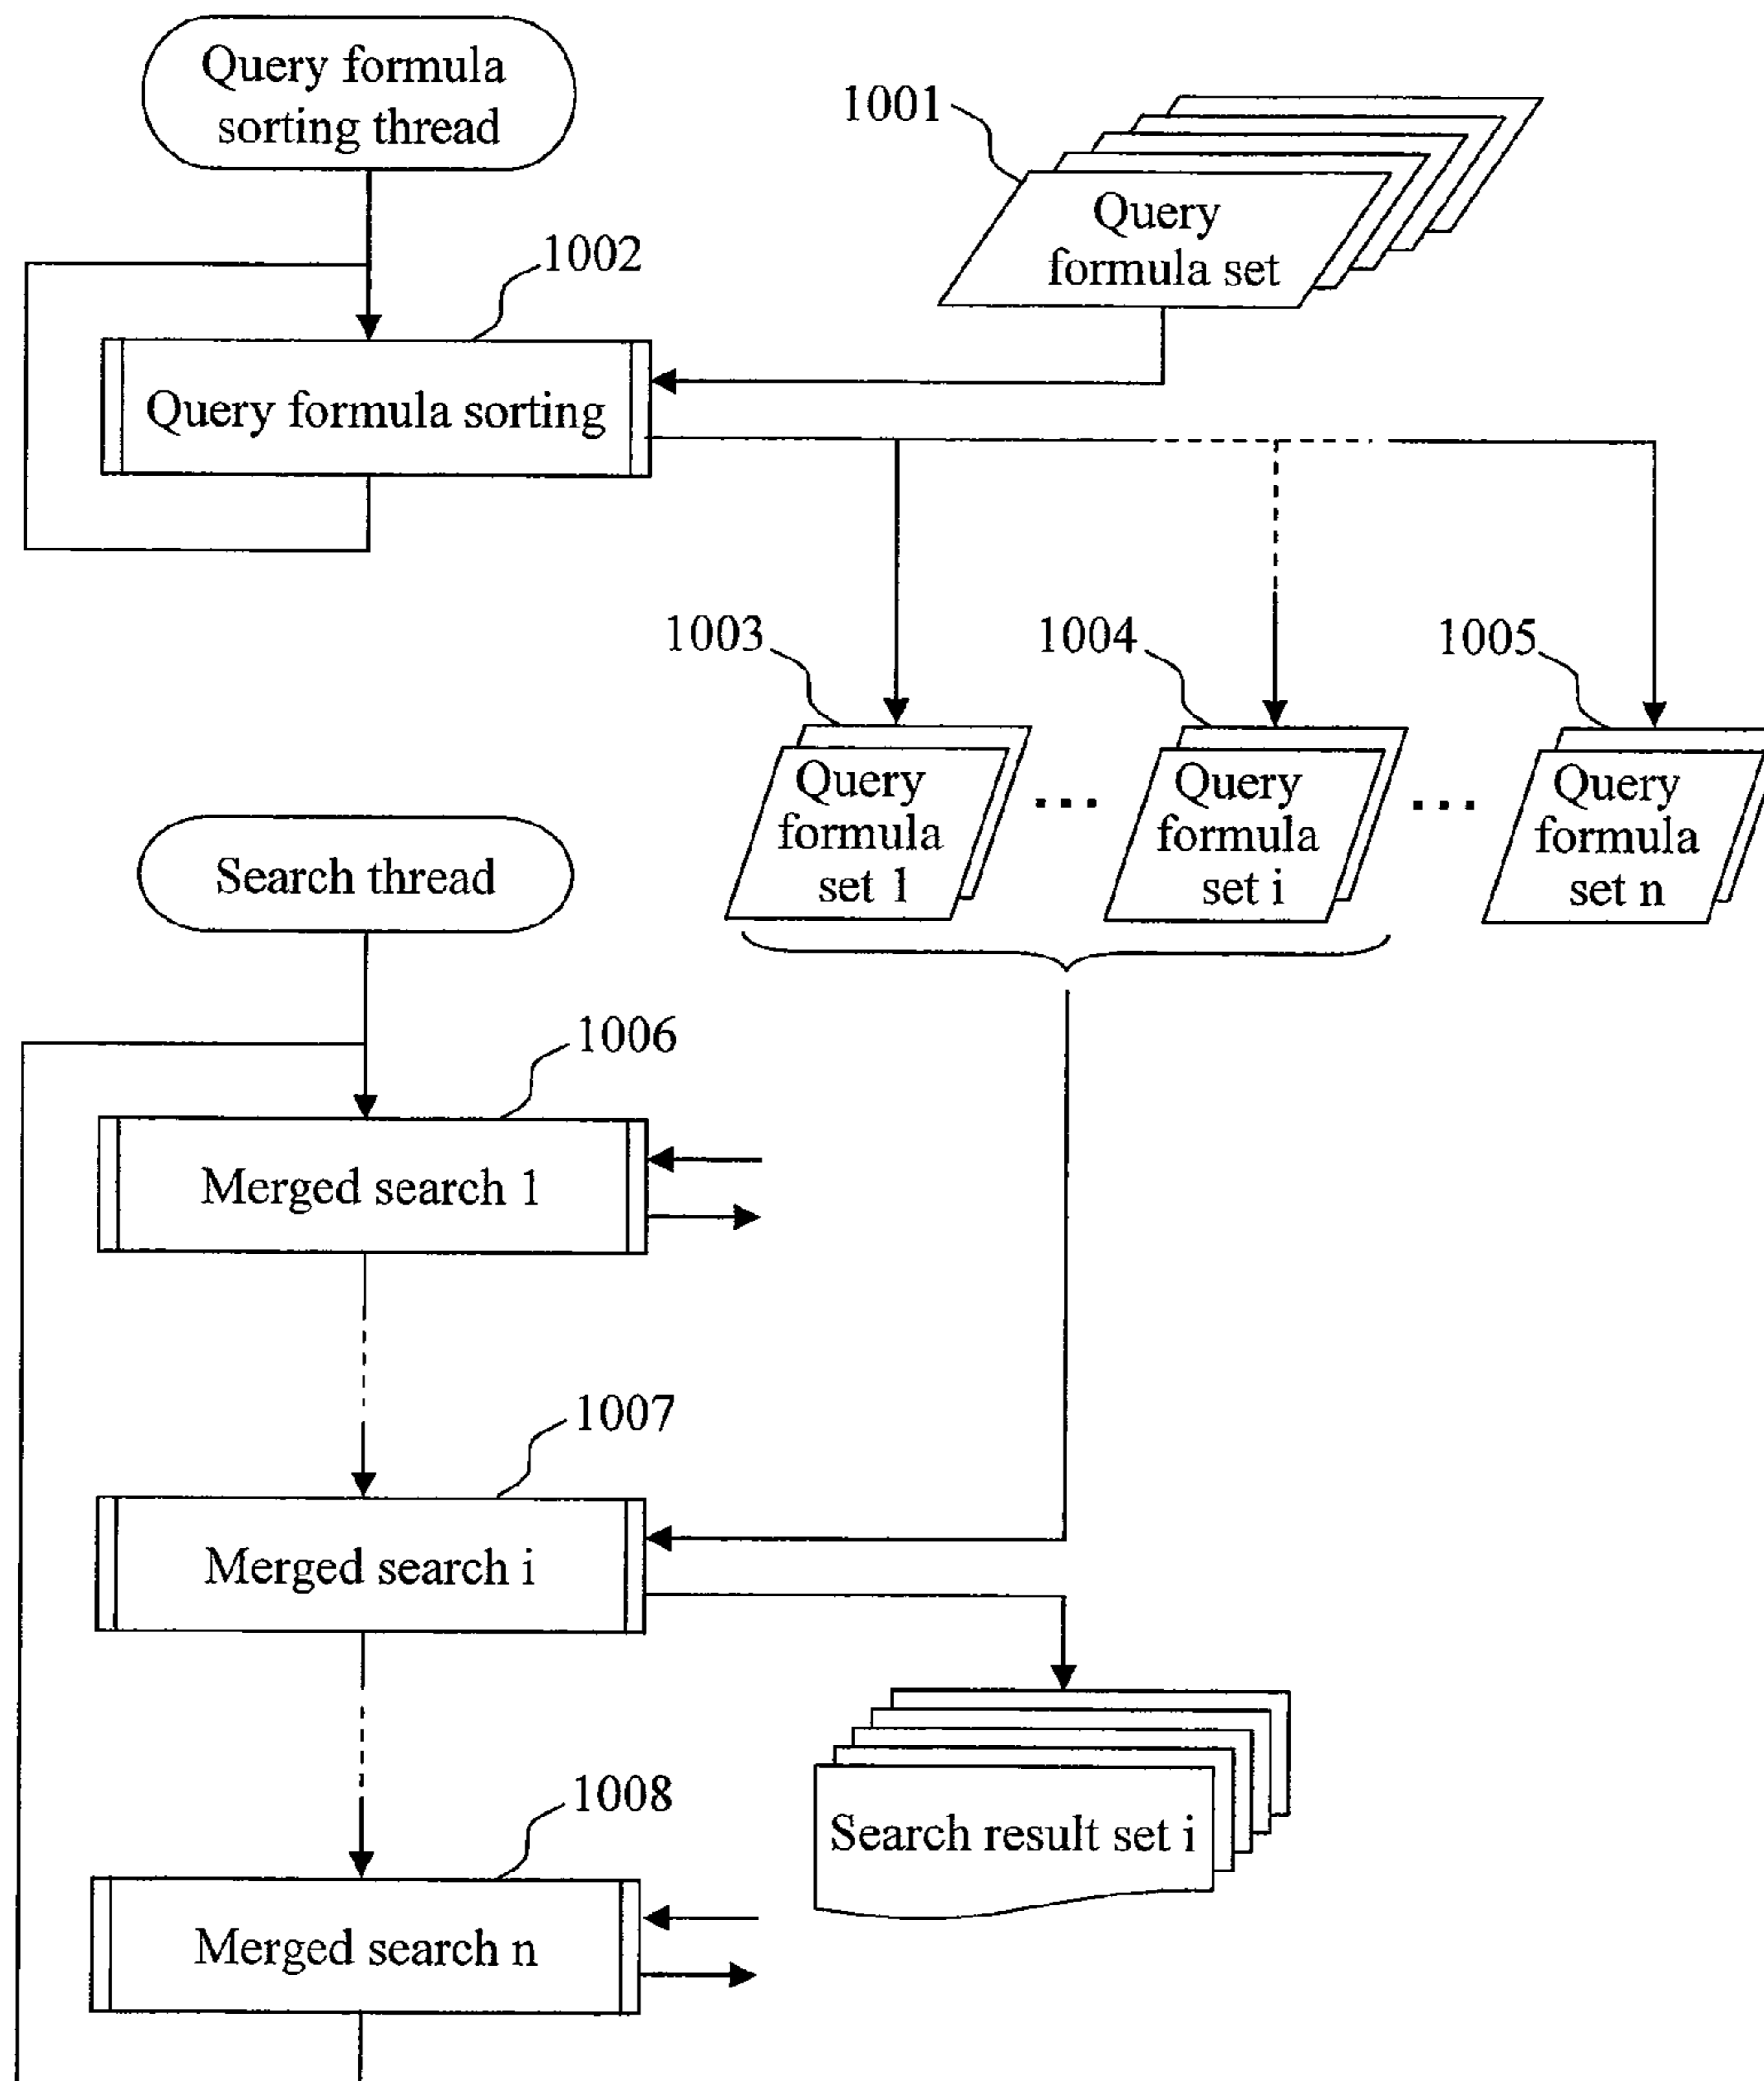 Query formula
sorting thread
1001
Query
formula set
1002
Query formula sorting
1003
1004
1005
Query
formula
set 1
...
Query
formula
set i
...
Query
formula
set n
Search thread
1006
Merged search 1
1007
Merged search i
Search result set i
1008
Merged search n